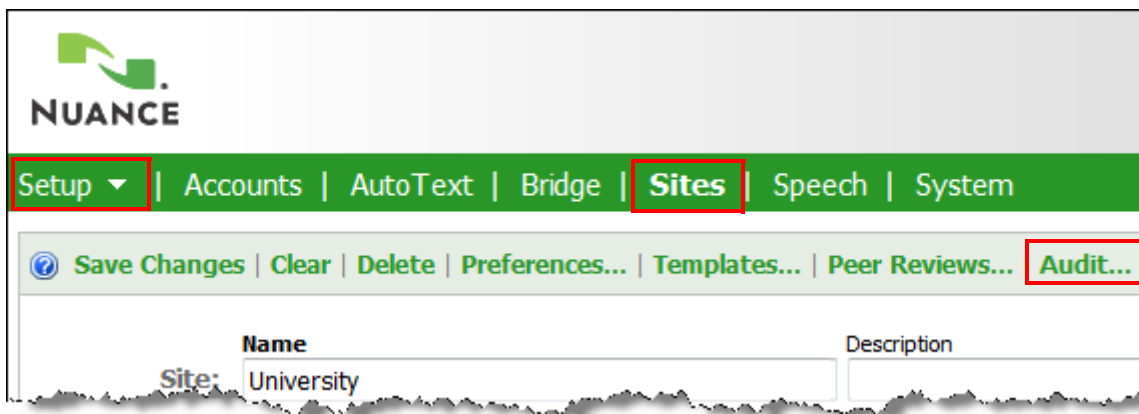 NUANCE
Setup | Accounts | AutoText | Bridge | Sites | Speech | System
Save Changes | Clear | Delete | Preferences... | Templates... | Peer Reviews... Audit...
Name Description
Site: University